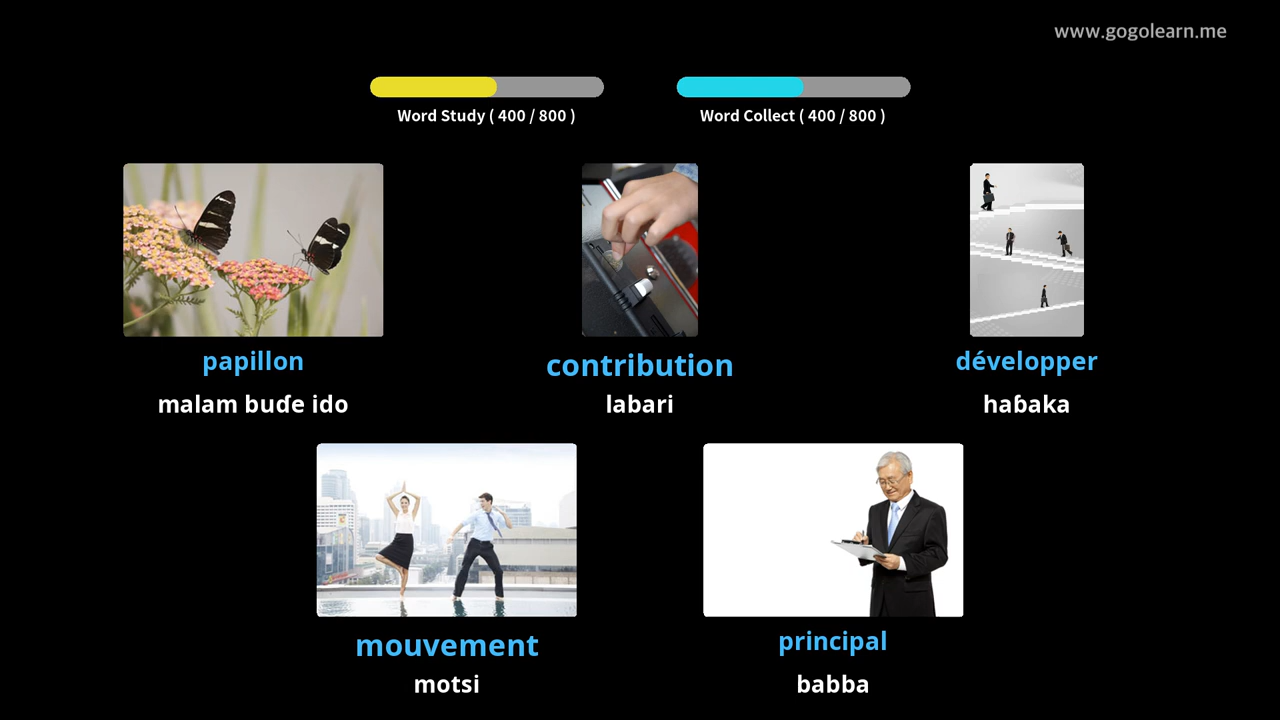 www.gogolearn.me
Word Study ( 400 / 800 )
Word Collect ( 400 / 800 )
papillon
malam buɗe ido
contribution
labari
développer
haɓaka
mouvement
motsi
principal
babba